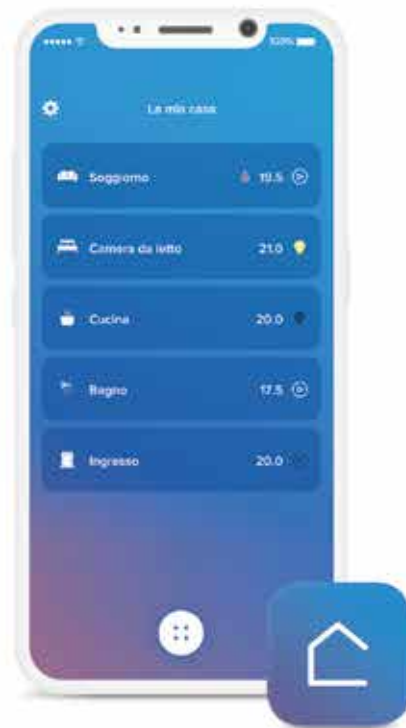 100%
La mia casa
Soggiorno 19.5
Camera da letto 21.0
Cucina 20.0
Bagno 17.5
Ingresso 20.0